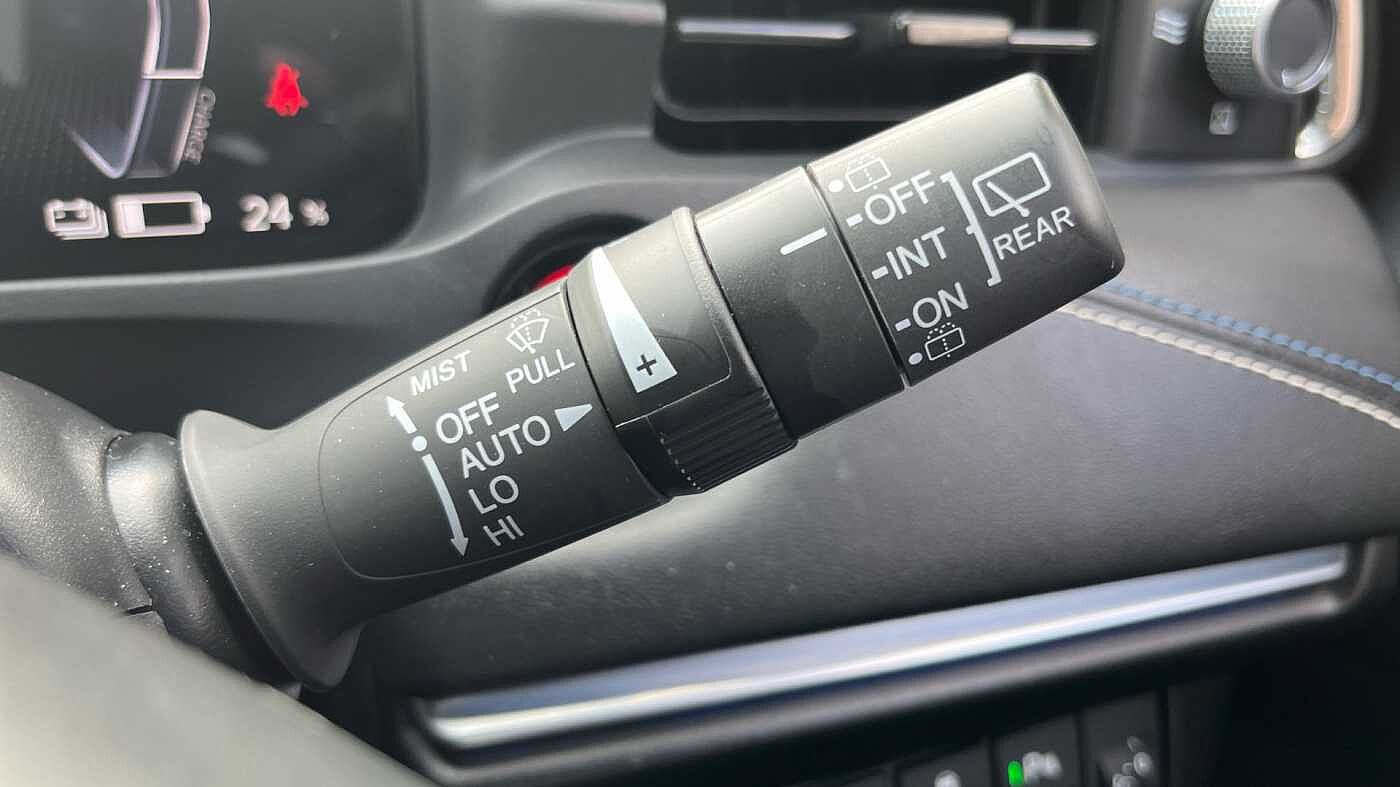 CHARGE
24 %
MIST
PULL
OFF
AUTO
LO
HI
+
OFF
INT
ON
REAR